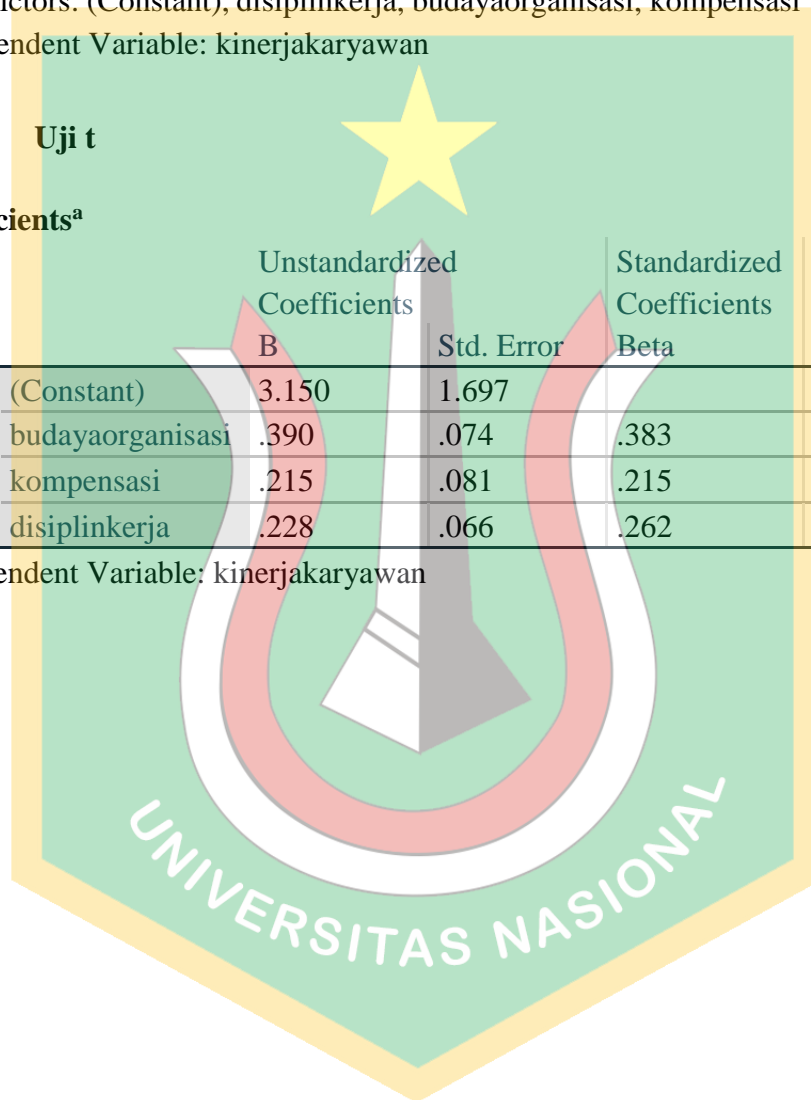 ictors: (Constant), disiplinkerja, budayaorganisasi, kompensasi
endent Variable: kinerjakaryawan
Uji t
cients^a
Unstandardized Coefficients Standardized Coefficients
B Std. Error Beta
(Constant) 3.150 1.697
budayaorganisasi .390 .074 .383
kompensasi .215 .081 .215
disiplinkerja .228 .066 .262
endent Variable: kinerjakaryawan
UNIVERSITAS NASIONAL